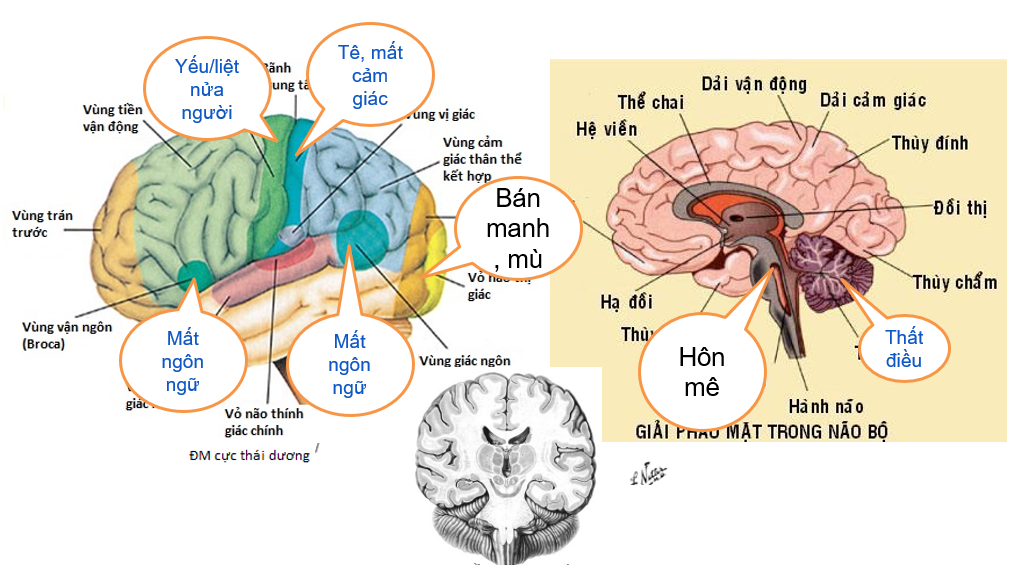 Yếu/liệt
nửa
người
Tê, mất
cảm
giác
Vùng tiền
vận động
Vùng vị giác
Vùng cảm
giác thân thể
kết hợp
Vùng trán
trước
Bán
manh
, mù
giác
Vùng vận ngôn
(Broca)
Mất
ngôn
ngữ
Mất
ngôn
ngữ
Vùng giác ngôn
Vỏ não thính
giác chính
ĐM cực thái dương
Dải vận động
Thể chai
Dải cảm giác
Hệ viền
Thùy đính
Đồi thị
Thùy chẩm
Hạ đồi
Hôn
mê
Thất
điều
Hành não
GIẢI PHẪU MẶT TRONG NÃO BỘ